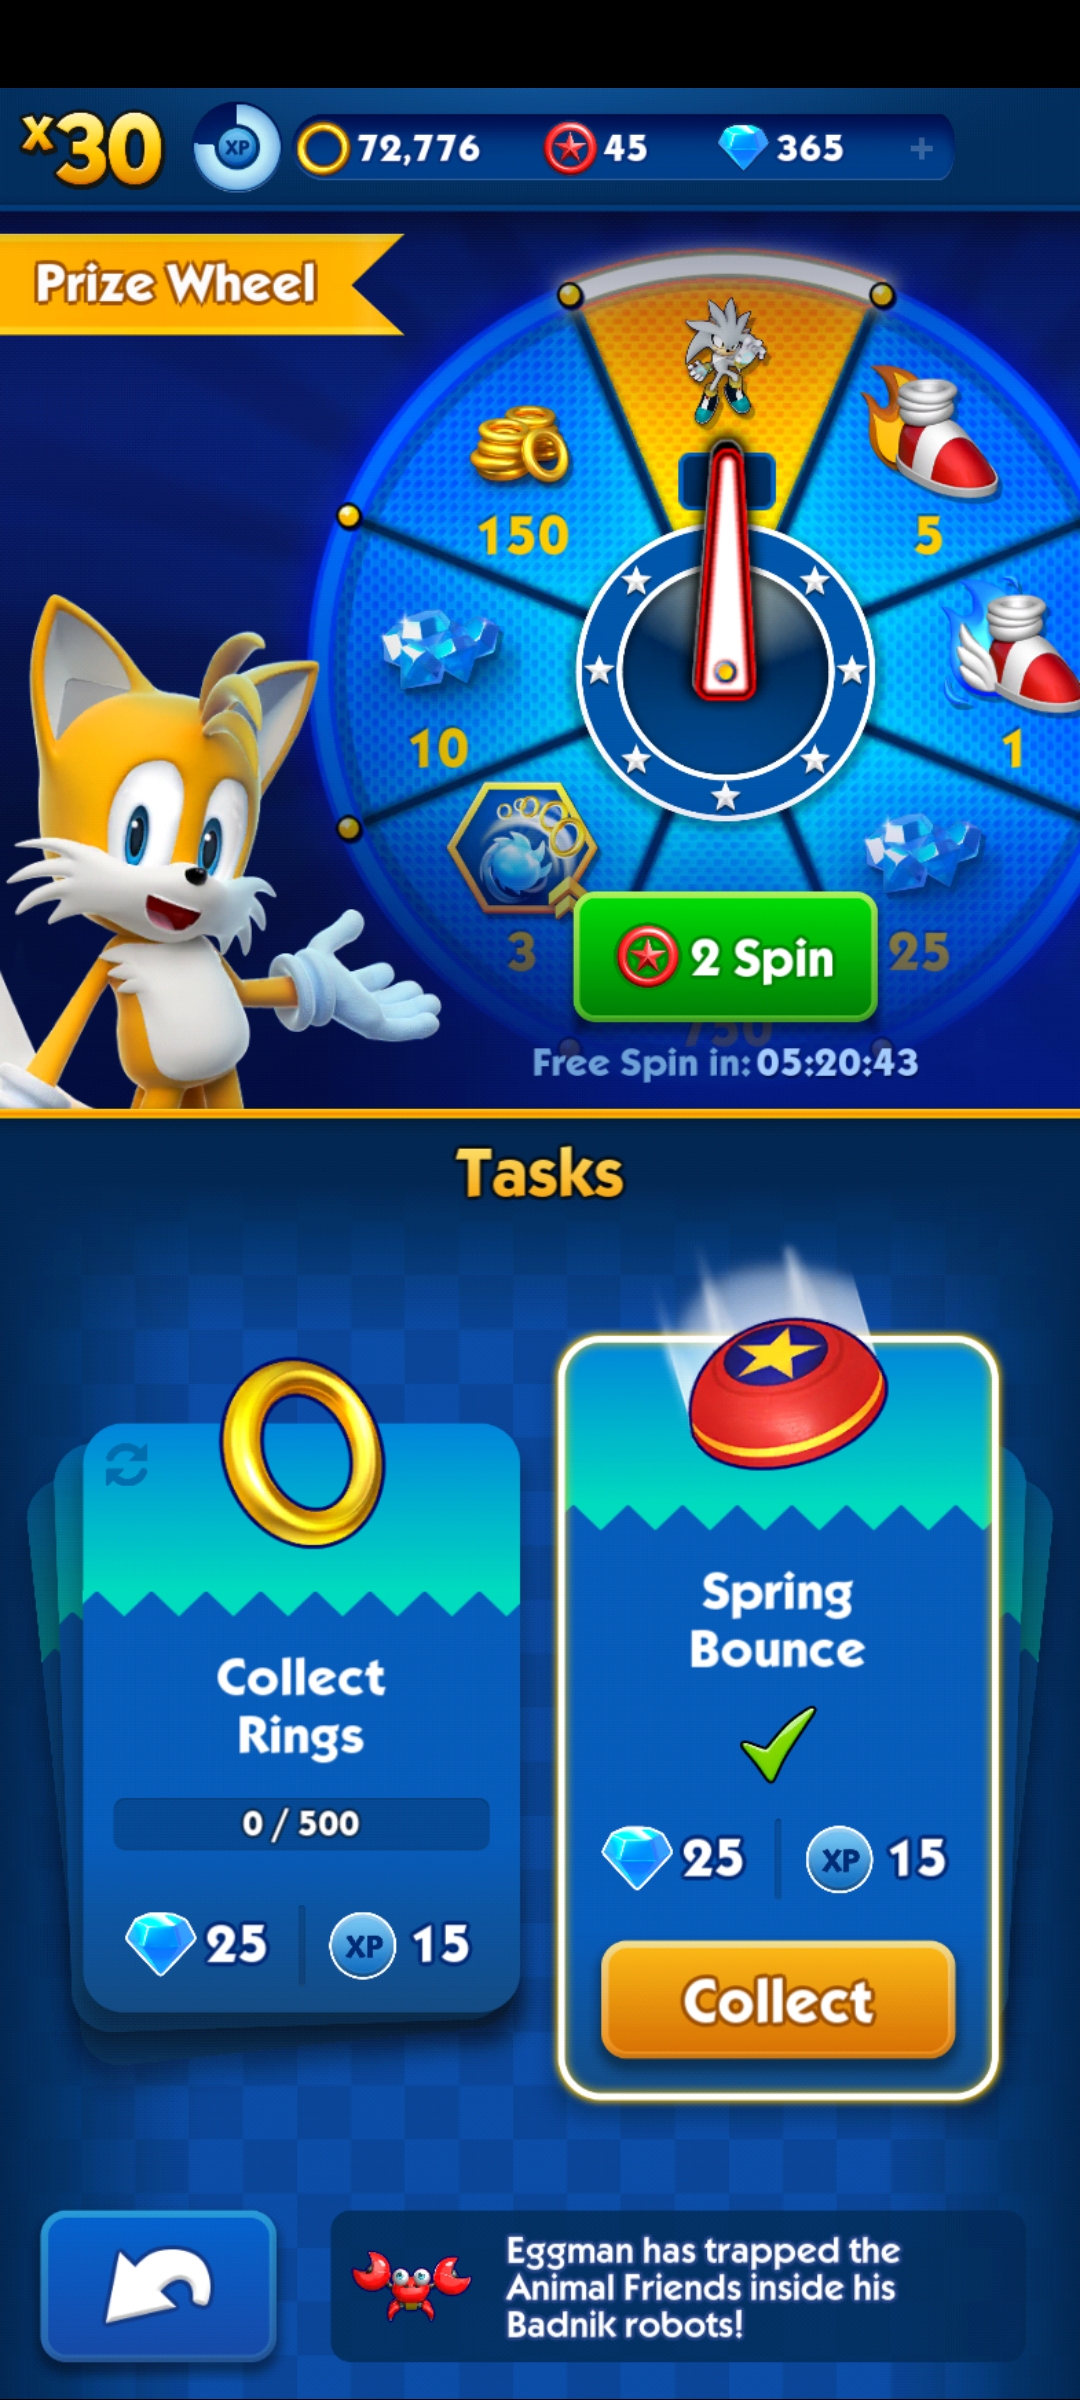 x30
XP
72,776
45
365
+
Prize Wheel
150
5
10
1
3
2 Spin
25
750
Free Spin in: 05:20:43
Tasks
Collect
Rings
0 / 500
25
XP
15
Spring
Bounce
25
XP
15
Collect
Eggman has trapped the
Animal Friends inside his
Badnik robots!